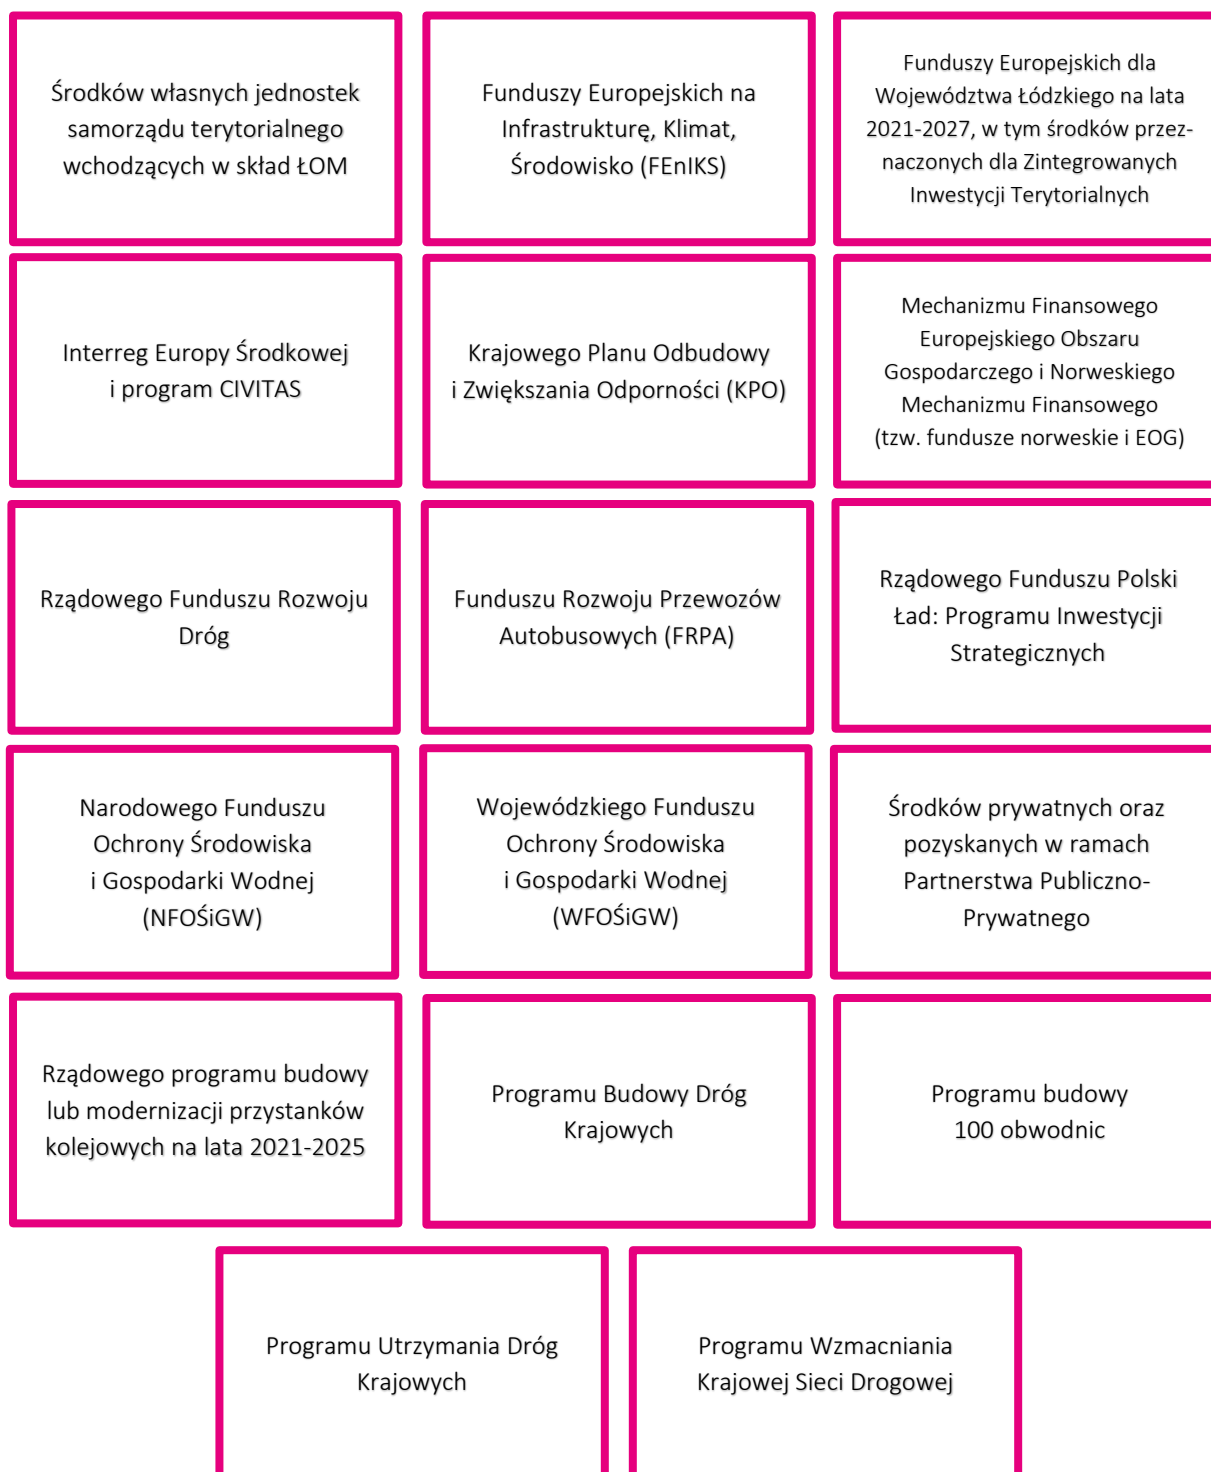 Środków własnych jednostek
samorządu terytorialnego
wchodzących w skład ŁOM
Funduszy Europejskich na
Infrastrukturę, Klimat,
Środowisko (FEnIKS)
Funduszy Europejskich dla
Województwa Łódzkiego na lata
2021-2027, w tym środków przez-
naczonych dla Zintegrowanych
Inwestycji Terytorialnych
Interreg Europy Środkowej
i program CIVITAS
Krajowego Planu Odbudowy
i Zwiększania Odporności (KPO)
Mechanizmu Finansowego
Europejskiego Obszaru
Gospodarczego i Norweskiego
Mechanizmu Finansowego
(tzw. fundusze norweskie i EOG)
Rządowego Funduszu Rozwoju
Dróg
Funduszu Rozwoju Przewozów
Autobusowych (FRPA)
Rządowego Funduszu Polski
Ład: Programu Inwestycji
Strategicznych
Narodowego Funduszu
Ochrony Środowiska
i Gospodarki Wodnej
(NFOŚiGW)
Wojewódzkiego Funduszu
Ochrony Środowiska
i Gospodarki Wodnej
(WFOŚiGW)
Środków prywatnych oraz
pozyskanych w ramach
Partnerstwa Publiczno-
Prywatnego
Rządowego programu budowy
lub modernizacji przystanków
kolejowych na lata 2021-2025
Programu Budowy Dróg
Krajowych
Programu budowy
100 obwodnic
Programu Utrzymania Dróg
Krajowych
Programu Wzmacniania
Krajowej Sieci Drogowej